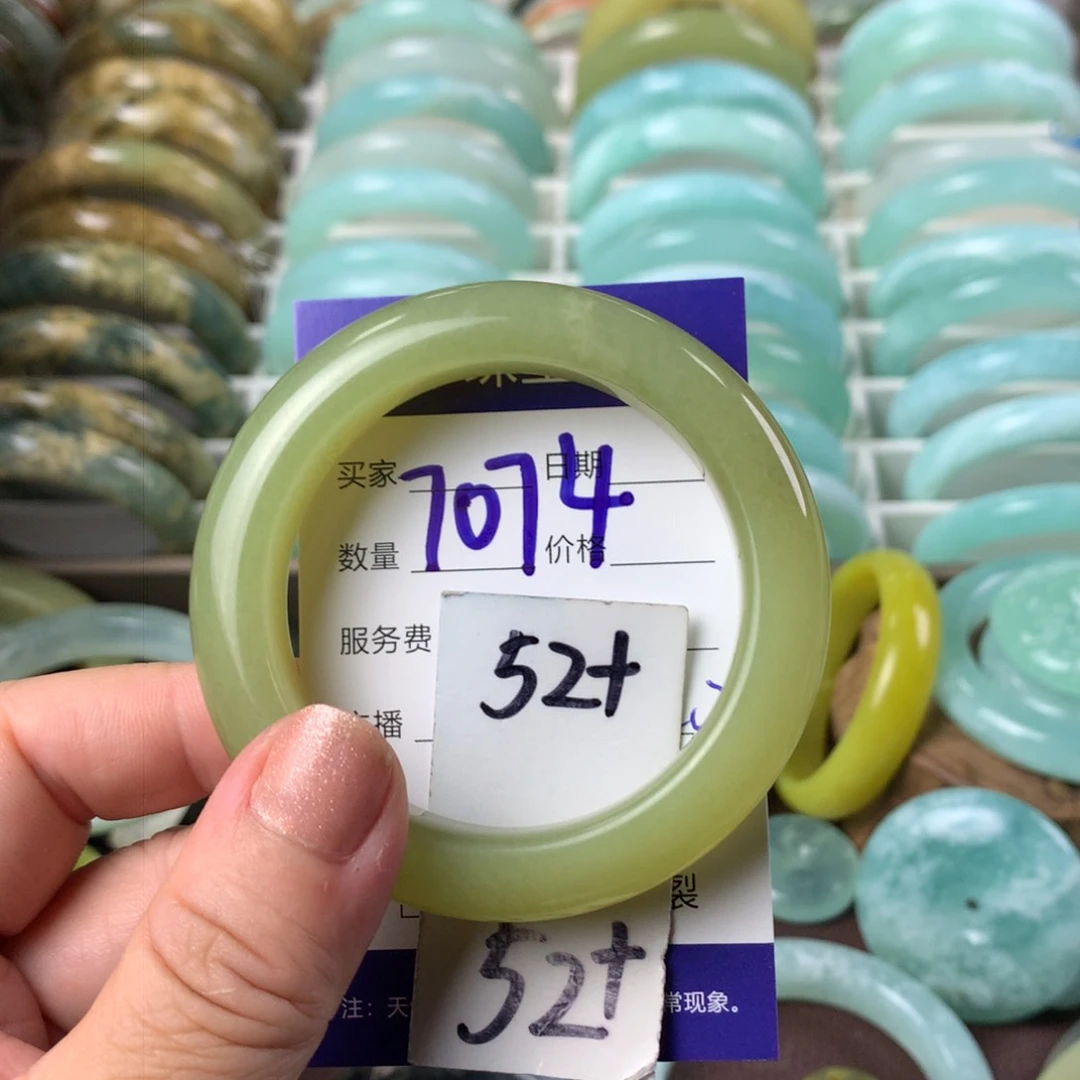 买家 日期
7074
数量 价格
服务费
52+
播
裂
52+
注：天 常现象。